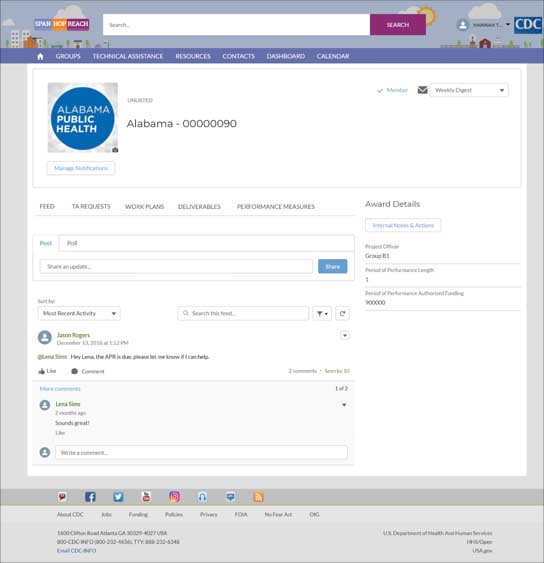 SPAN HOP REACH
Search...
SEARCH
HANNAH T...
CDC
GROUPS TECHNICAL ASSISTANCE RESOURCES CONTACTS DASHBOARD CALENDAR
ALABAMA
PUBLIC
HEALTH
UNLISTED
Alabama - 00000090
Member
Weekly Digest
Manage Notifications
FEED TA REQUESTS WORK PLANS DELIVERABLES PERFORMANCE MEASURES
Post Poll
Share an update...
Share
Sort by:
Most Recent Activity
Search this feed...
Jason Rogers
December 13, 2016 at 1:52 PM
@Lena Sims Hey Lena, the APR is due, please let me know if I can help.
Like Comment
2 comments • Seen by 10
More comments
1 of 2
Lena Sims
2 months ago
Sounds great!
Like
Write a comment...
Award Details
Internal Notes & Actions
Project Officer
Group B1
Period of Performance Length
1
Period of Performance Authorized Funding
900000
About CDC Jobs Funding Policies Privacy FOIA No Fear Act OIG
1600 Clifton Road Atlanta GA 30329-4027 USA
800-CDC-INFO (800-232-4636), TTY: 888-232-6348
Email CDC-INFO
U.S. Department of Health And Human Services
HHS/Open
USA.gov